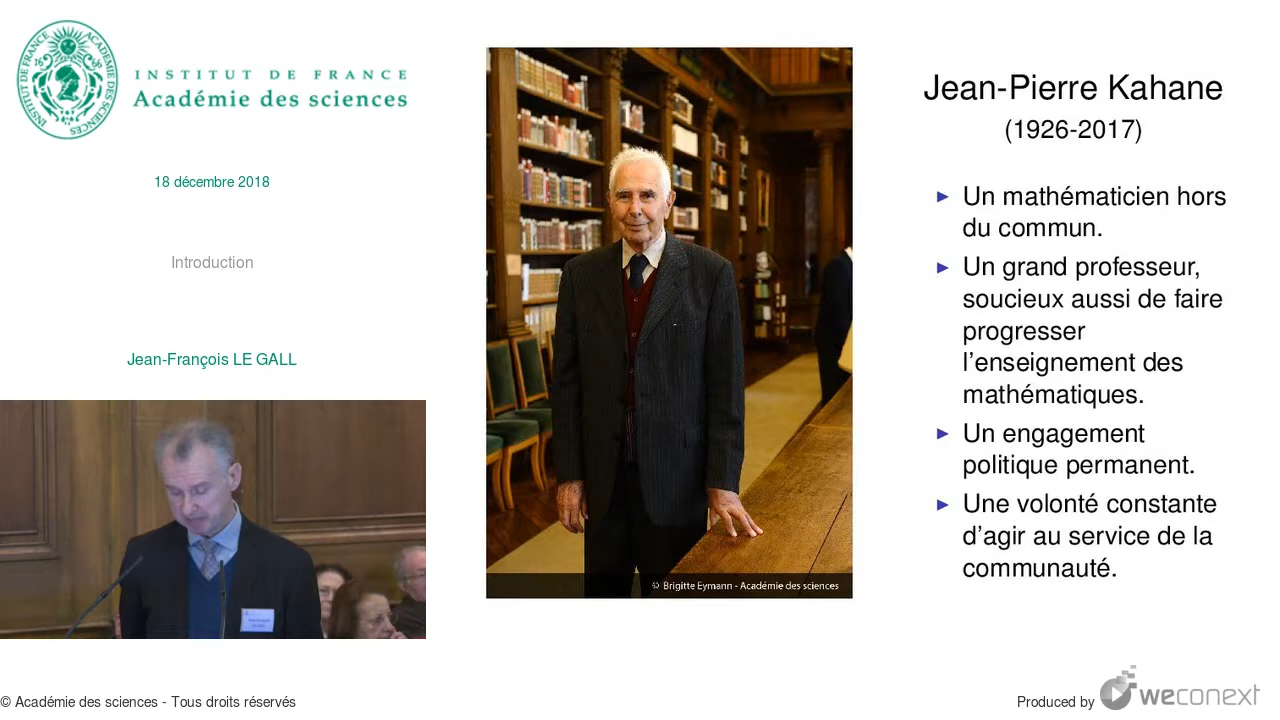 INSTITUT DE FRANCE
Académie des sciences
18 décembre 2018
Introduction
Jean-François LE GALL
© Brigitte Eymann - Académie des sciences
Jean-Pierre Kahane
(1926-2017)
Un mathématicien hors
du commun.
Un grand professeur,
soucieux aussi de faire
progresser
l'enseignement des
mathématiques.
Un engagement
politique permanent.
Une volonté constante
d'agir au service de la
communauté.
© Académie des sciences - Tous droits réservés
Produced by
weconext